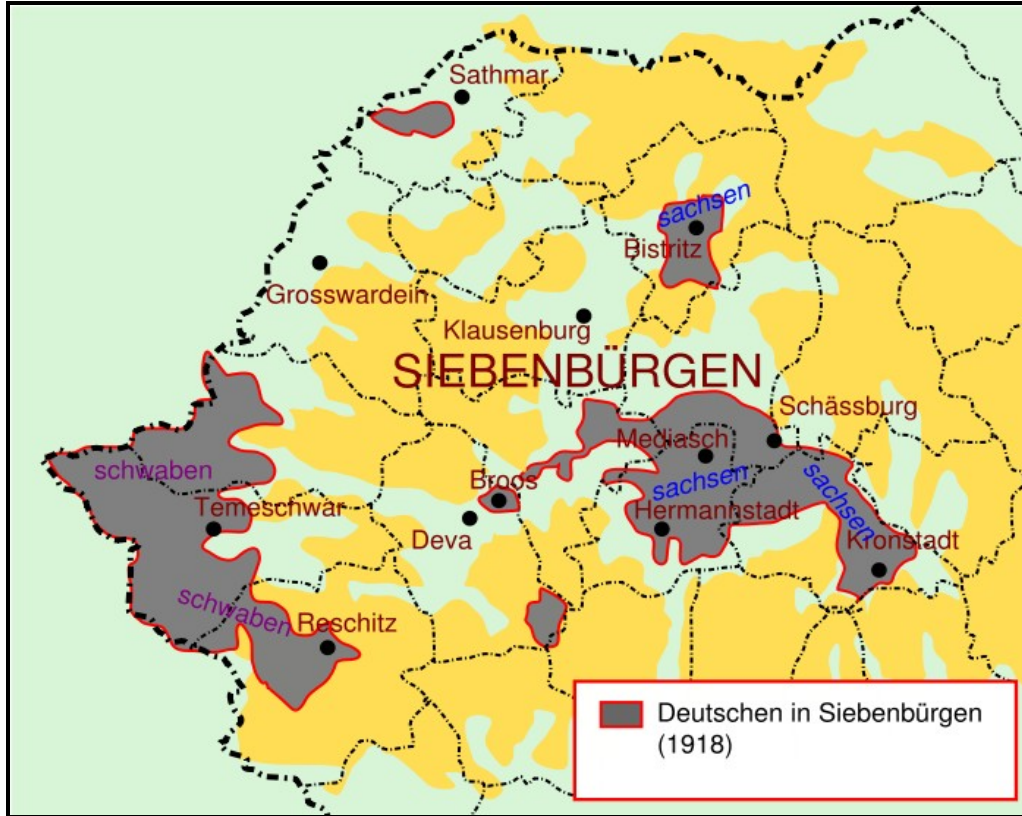 Sathmar
sachsen
Bistritz
Grosswardein
Klausenburg
SIEBENBÜRGEN
Schässburg
Mediasch
schwaben
Broos
sachsen
sachsen
Temeschwar
Hermannstadt
Deva
Kronstadt
schwaben
Reschitz
Deutschen in Siebenbürgen
(1918)